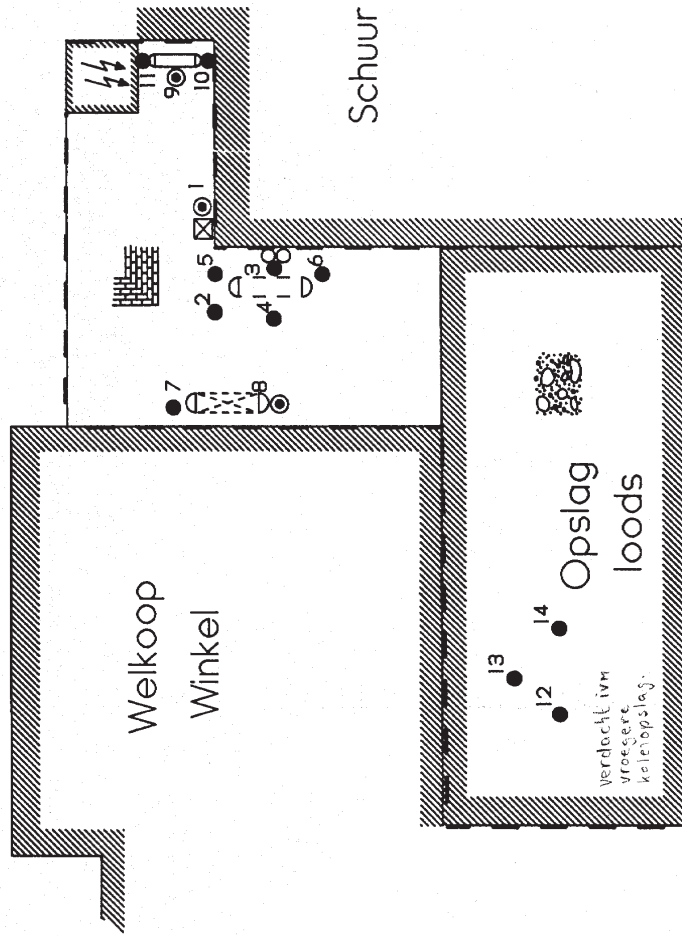 Schuur
11
9
10
1
5
2
3
4
6
7
8
Welkoop
Winkel
Opslag
loods
14
13
12
verdacht ivm
vroegere
kolenopslag.